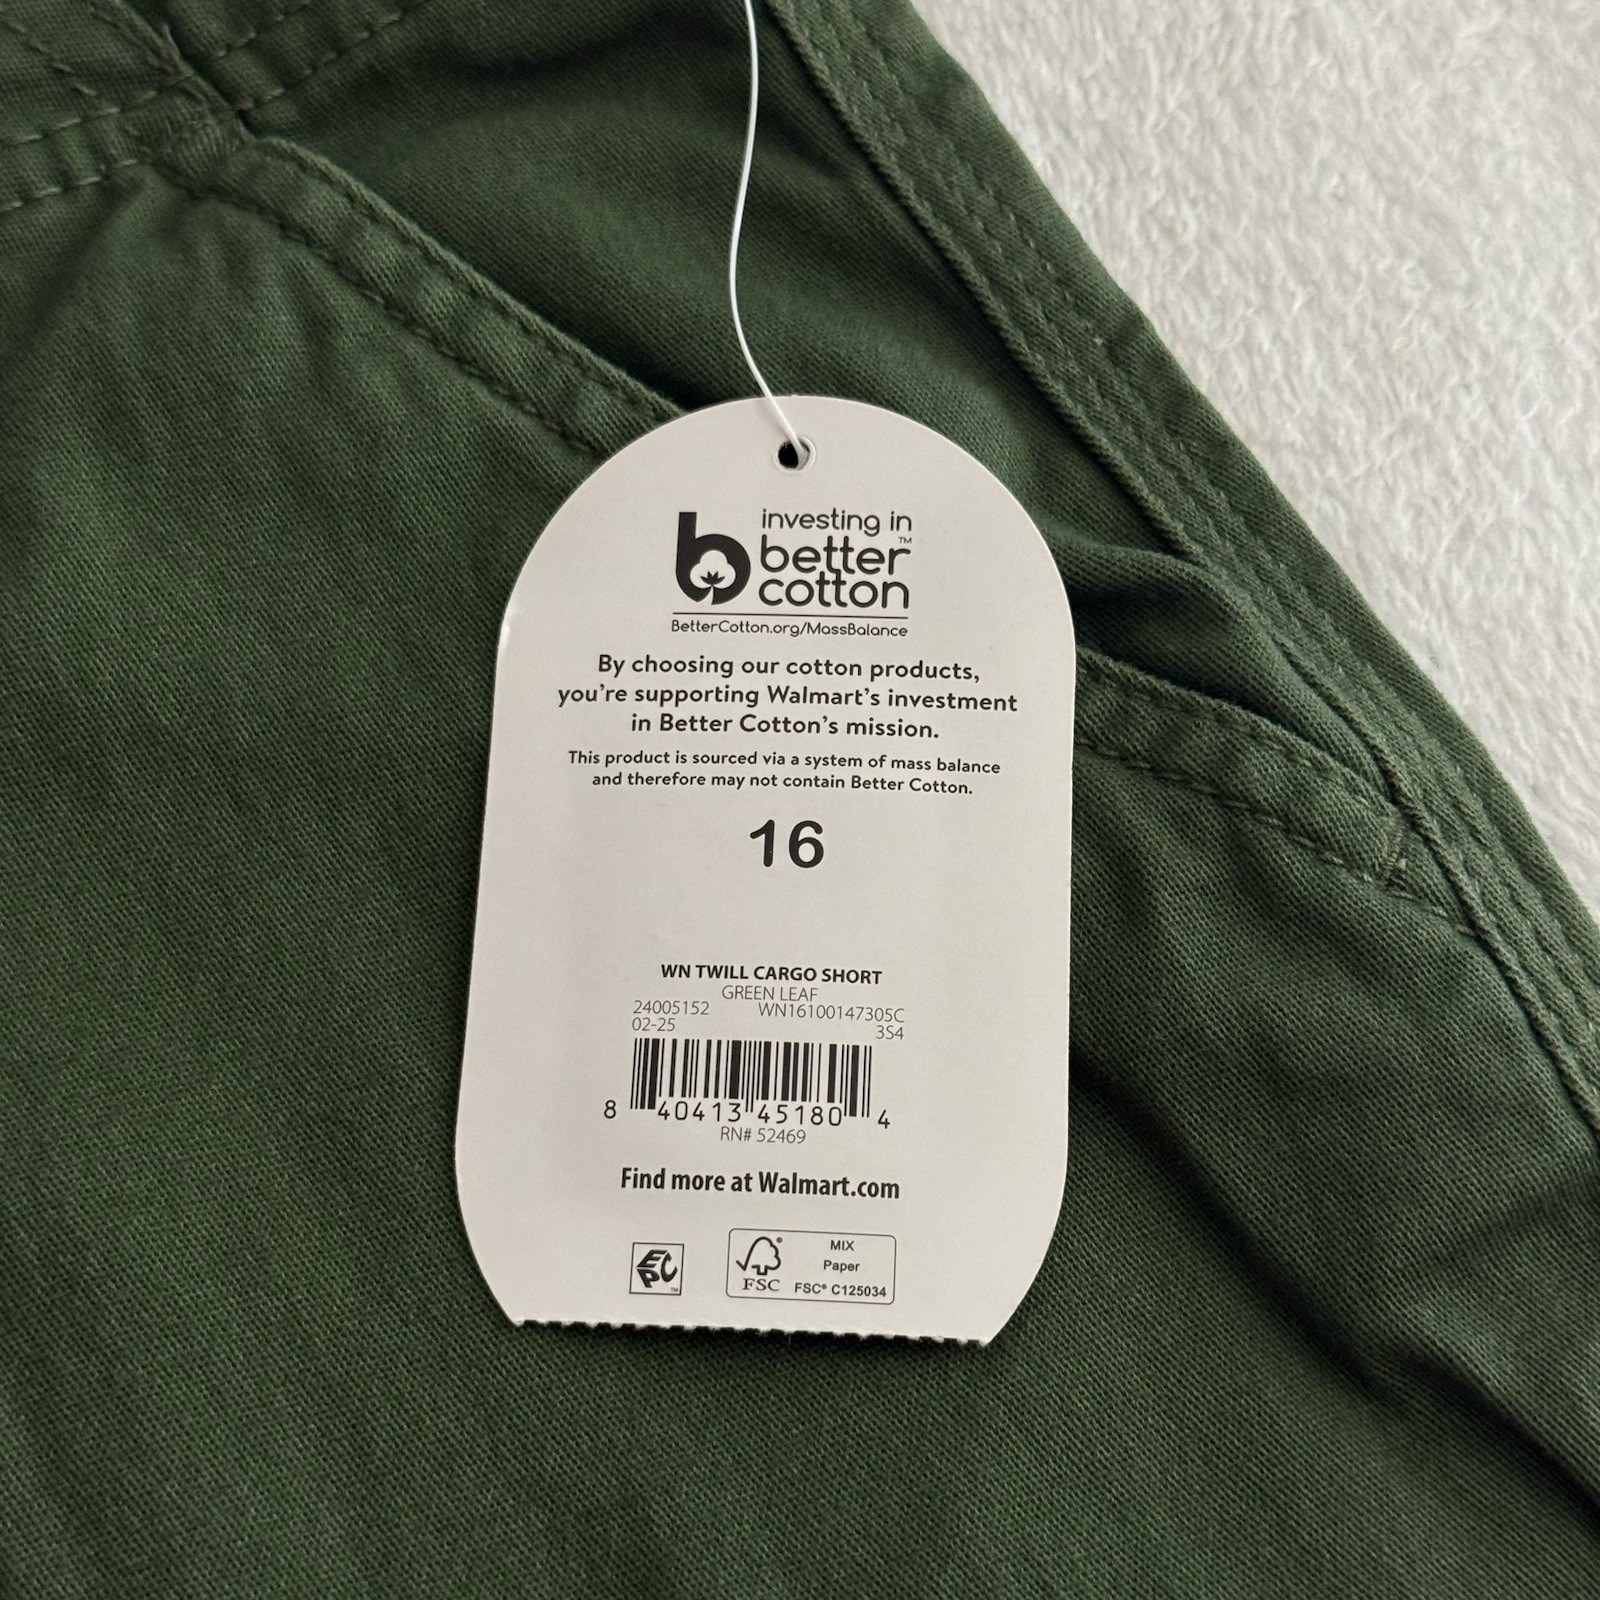 investing in
better™
cotton
BetterCotton.org/MassBalance
By choosing our cotton products,
you're supporting Walmart's investment
in Better Cotton's mission.
This product is sourced via a system of mass balance
and therefore may not contain Better Cotton.
16
WN TWILL CARGO SHORT
GREEN LEAF
24005152 WN16100147305C
02-25 3S4
8 40413 45180 4
RN# 52469
Find more at Walmart.com
EPC™
MIX
Paper
FSC FSC® C125034